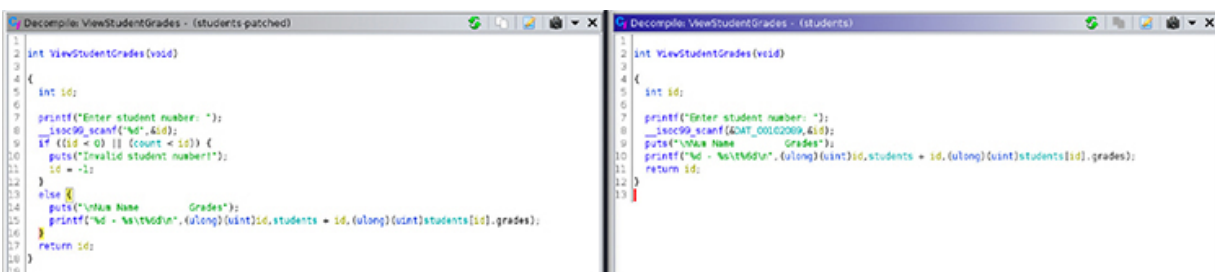 Decompile: ViewStudentGrades - (students-patched)
1
2 int ViewStudentGrades(void)
3
4 {
5 int id;
6
7 printf("Enter student number: ");
8 __isoc99_scanf("%d",&id);
9 if ((id < 0) || (count < id)) {
10 puts("Invalid student number!");
11 id = -1;
12 }
13 else {
14 puts("\nNum Name Grades");
15 printf("%d - %s\t%6d\n",(ulong)(uint)id,students + id,(ulong)(uint)students[id].grades);
16 }
17 return id;
18 }
19
Decompile: ViewStudentGrades - (students)
1
2 int ViewStudentGrades(void)
3
4 {
5 int id;
6
7 printf("Enter student number: ");
8 __isoc99_scanf(&DAT_00102089,&id);
9 puts("\nNum Name Grades");
10 printf("%d - %s\t%6d\n",(ulong)(uint)id,students + id,(ulong)(uint)students[id].grades);
11 return id;
12 }
13